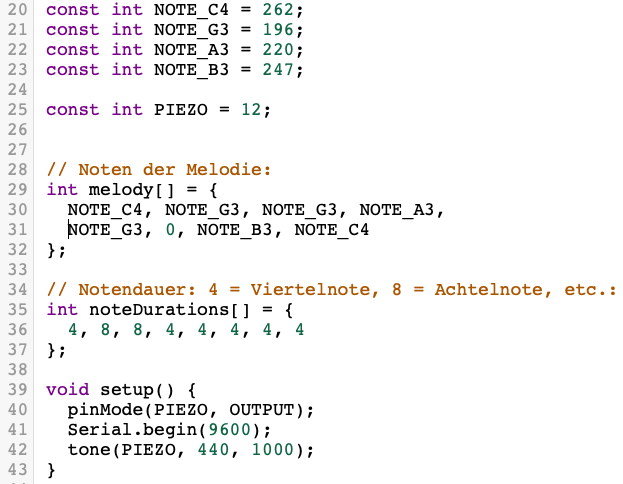 20 const int NOTE_C4 = 262;
21 const int NOTE_G3 = 196;
22 const int NOTE_A3 = 220;
23 const int NOTE_B3 = 247;
24
25 const int PIEZO = 12;
26
27
28 // Noten der Melodie:
29 int melody[] = {
30   NOTE_C4, NOTE_G3, NOTE_G3, NOTE_A3,
31   NOTE_G3, 0, NOTE_B3, NOTE_C4
32 };
33
34 // Notendauer: 4 = Viertelnote, 8 = Achtelnote, etc.:
35 int noteDurations[] = {
36   4, 8, 8, 4, 4, 4, 4, 4
37 };
38
39 void setup() {
40   pinMode(PIEZO, OUTPUT);
41   Serial.begin(9600);
42   tone(PIEZO, 440, 1000);
43 }